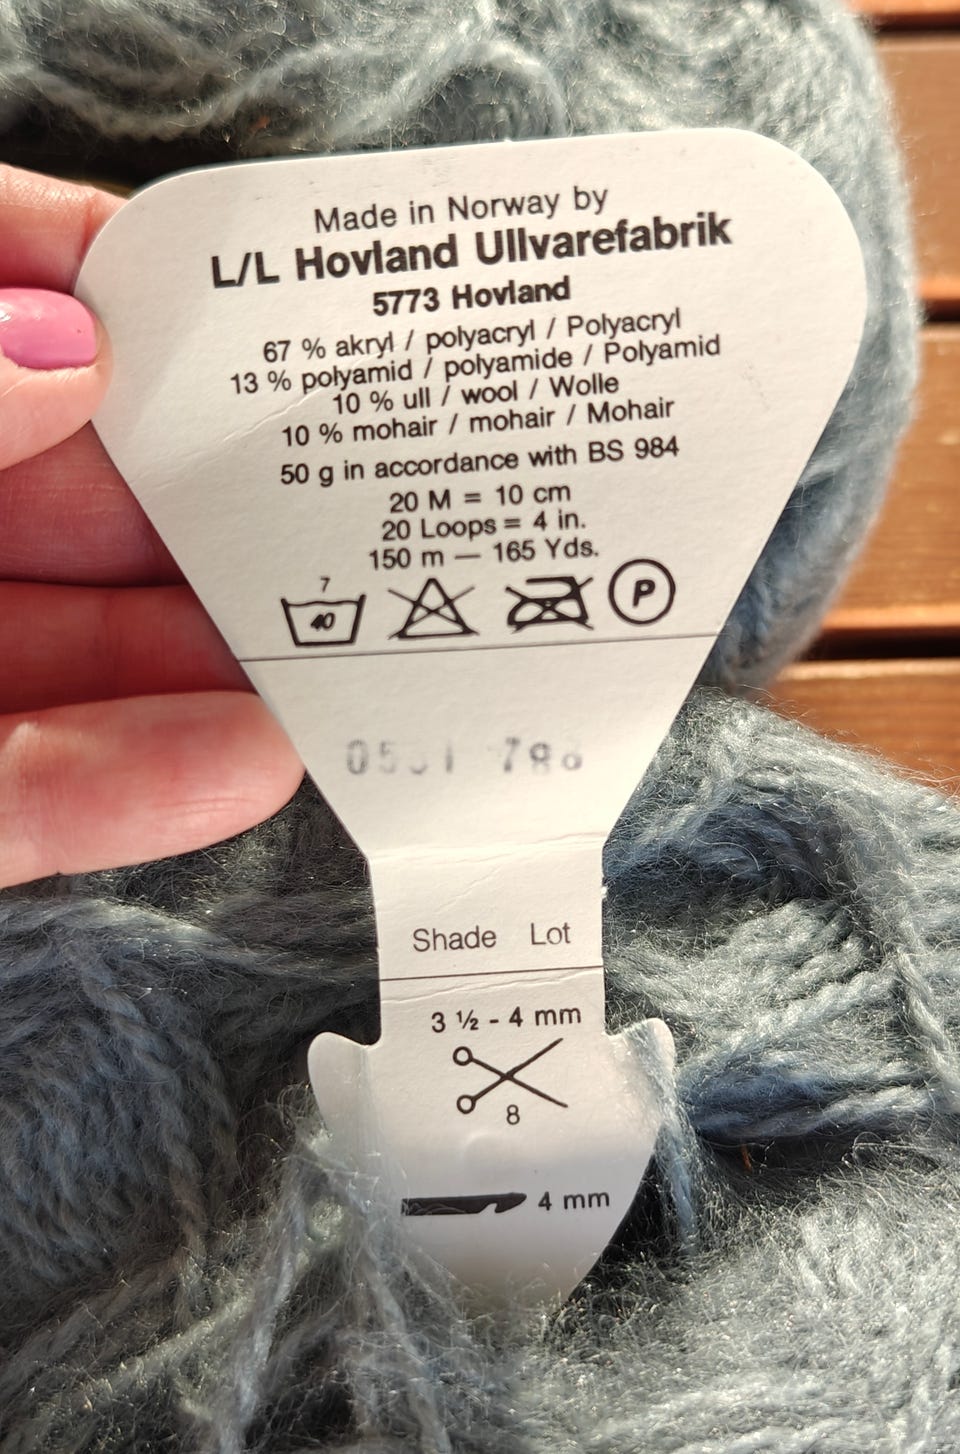 Made in Norway by
L/L Hovland Ullvarefabrik
5773 Hovland
67 % akryl / polyacryl / Polyacryl
13 % polyamid / polyamide / Polyamid
10 % ull / wool / Wolle
10 % mohair / mohair / Mohair
50 g in accordance with BS 984
20 M = 10 cm
20 Loops = 4 in.
150 m — 165 Yds.
7
40 P
Shade Lot
3 ½ - 4 mm
8
4 mm